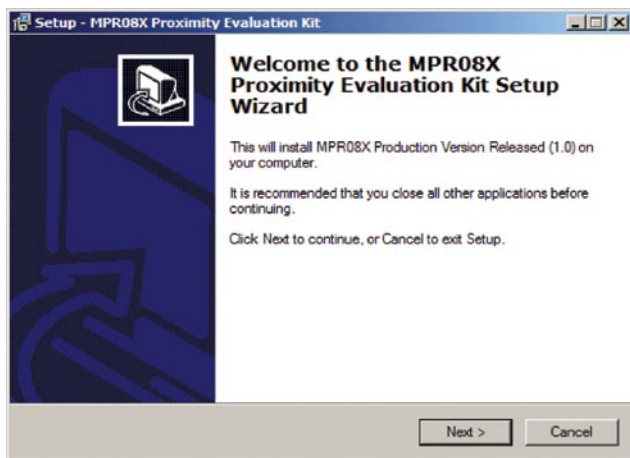 Setup - MPR08X Proximity Evaluation Kit
Welcome to the MPR08X
Proximity Evaluation Kit Setup
Wizard
This will install MPR08X Production Version Released (1.0) on
your computer.
It is recommended that you close all other applications before
continuing.
Click Next to continue, or Cancel to exit Setup.
Next >
Cancel